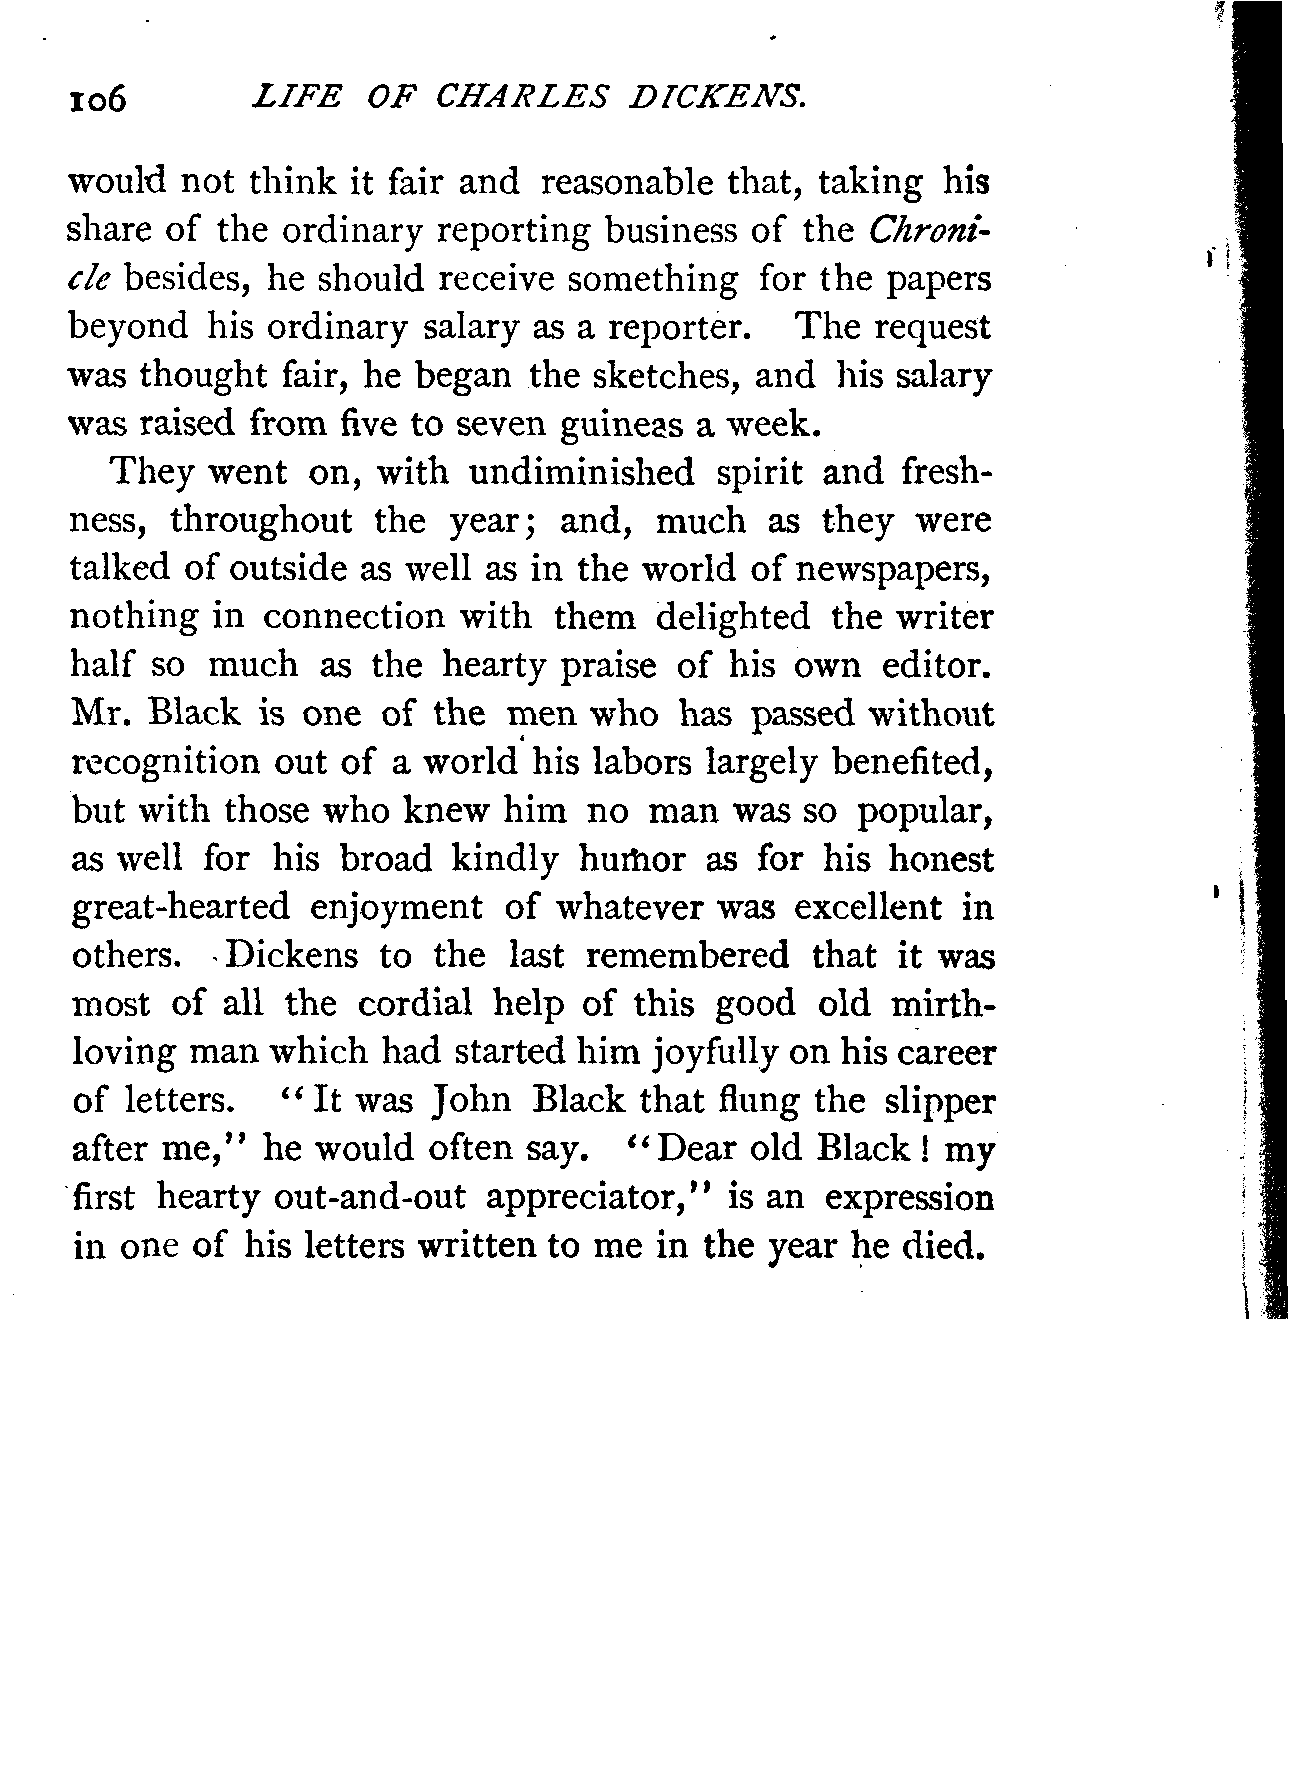 106 LIFE OF CHARLES DICKENS.
would not think it fair and reasonable that, taking his
share of the ordinary reporting business of the Chroni-
cle besides, he should receive something for the papers
beyond his ordinary salary as a reporter. The request
was thought fair, he began the sketches, and his salary
was raised from five to seven guineas a week.
They went on, with undiminished spirit and fresh-
ness, throughout the year; and, much as they were
talked of outside as well as in the world of newspapers,
nothing in connection with them delighted the writer
half so much as the hearty praise of his own editor.
Mr. Black is one of the men who has passed without
recognition out of a world his labors largely benefited,
but with those who knew him no man was so popular,
as well for his broad kindly humor as for his honest
great-hearted enjoyment of whatever was excellent in
others. Dickens to the last remembered that it was
most of all the cordial help of this good old mirth-
loving man which had started him joyfully on his career
of letters. “It was John Black that flung the slipper
after me,” he would often say. “Dear old Black! my
first hearty out-and-out appreciator,” is an expression
in one of his letters written to me in the year he died.